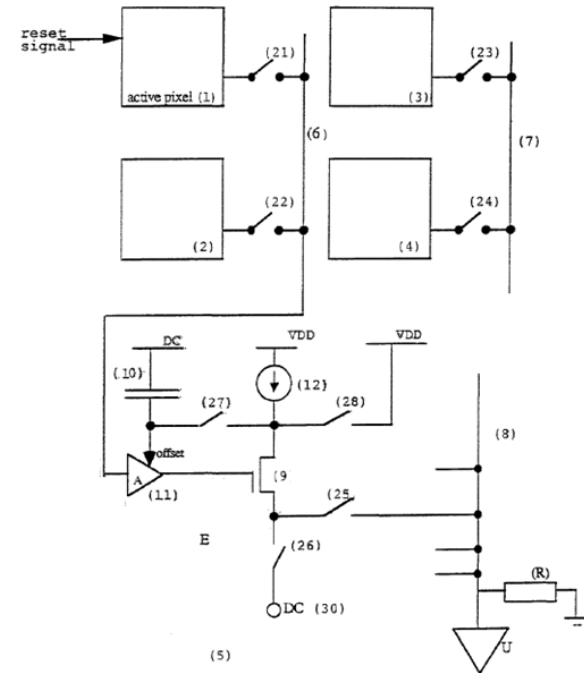 reset
signal
(21)
(23)
active pixel (1)
(3)
(6)
(7)
(22)
(24)
(2)
(4)
DC
VDD
VDD
(10)
(12)
(27)
(28)
(8)
offset
A
(11)
(9
(25
E
(26)
(R)
DC (30)
U
(5)